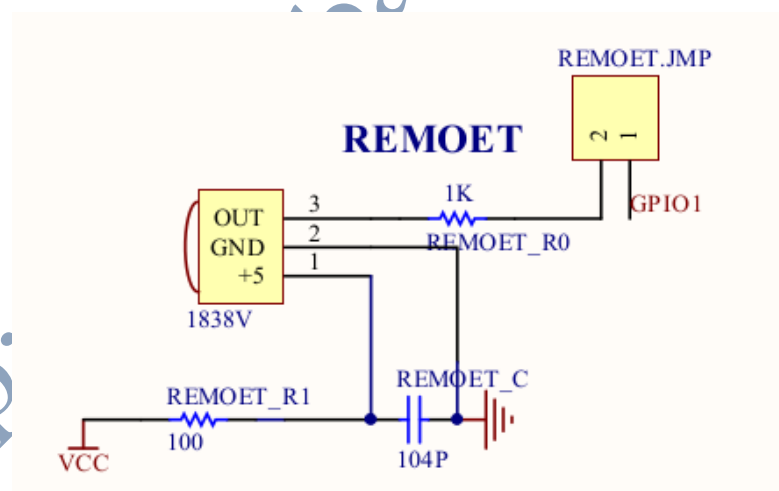 REMOET.JMP
REMOET
2 1
1K
GPIO1
OUT 3
REMOET_R0
GND 2
+5 1
1838V
REMOET_C
REMOET_R1
100
104P
VCC